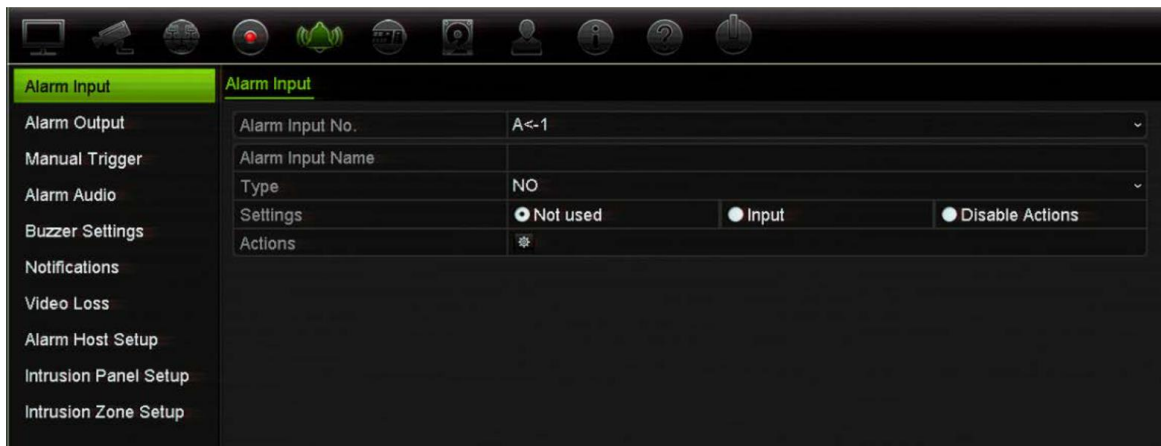 Alarm Input
Alarm Output
Manual Trigger
Alarm Audio
Buzzer Settings
Notifications
Video Loss
Alarm Host Setup
Intrusion Panel Setup
Intrusion Zone Setup
Alarm Input
Alarm Input No. A<-1
Alarm Input Name
Type NO
Settings Not used Input Disable Actions
Actions